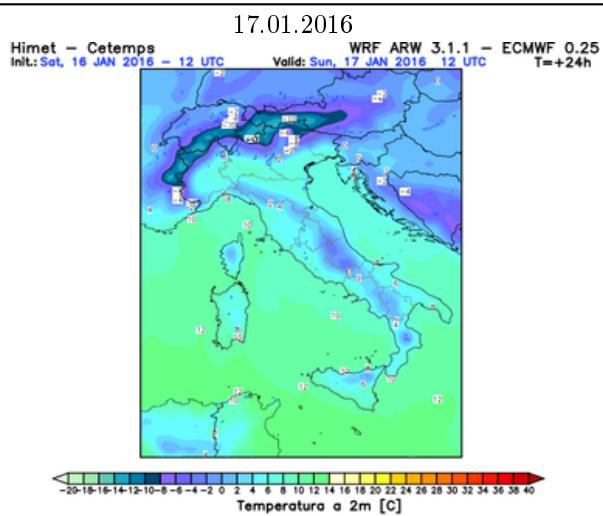 17.01.2016
Himet – Cetemps WRF ARW 3.1.1 – ECMWF 0.25
Init.: Sat, 16 JAN 2016 – 12 UTC Valid: Sun, 17 JAN 2016 12 UTC T=+24h
-20-18-16-14-12-10-8 -6 -4 -2 0 2 4 6 8 10 12 14 16 18 20 22 24 26 28 30 32 34 36 38 40
Temperatura a 2m [C]